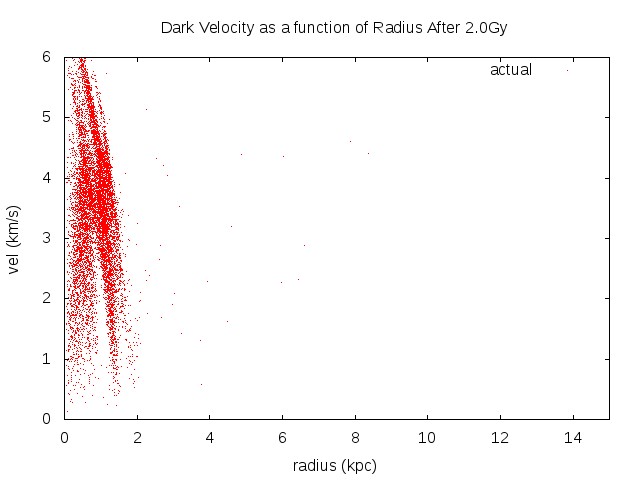 Dark Velocity as a function of Radius After 2.0Gy
actual
vel (km/s)
6
5
4
3
2
1
0
0 2 4 6 8 10 12 14
radius (kpc)